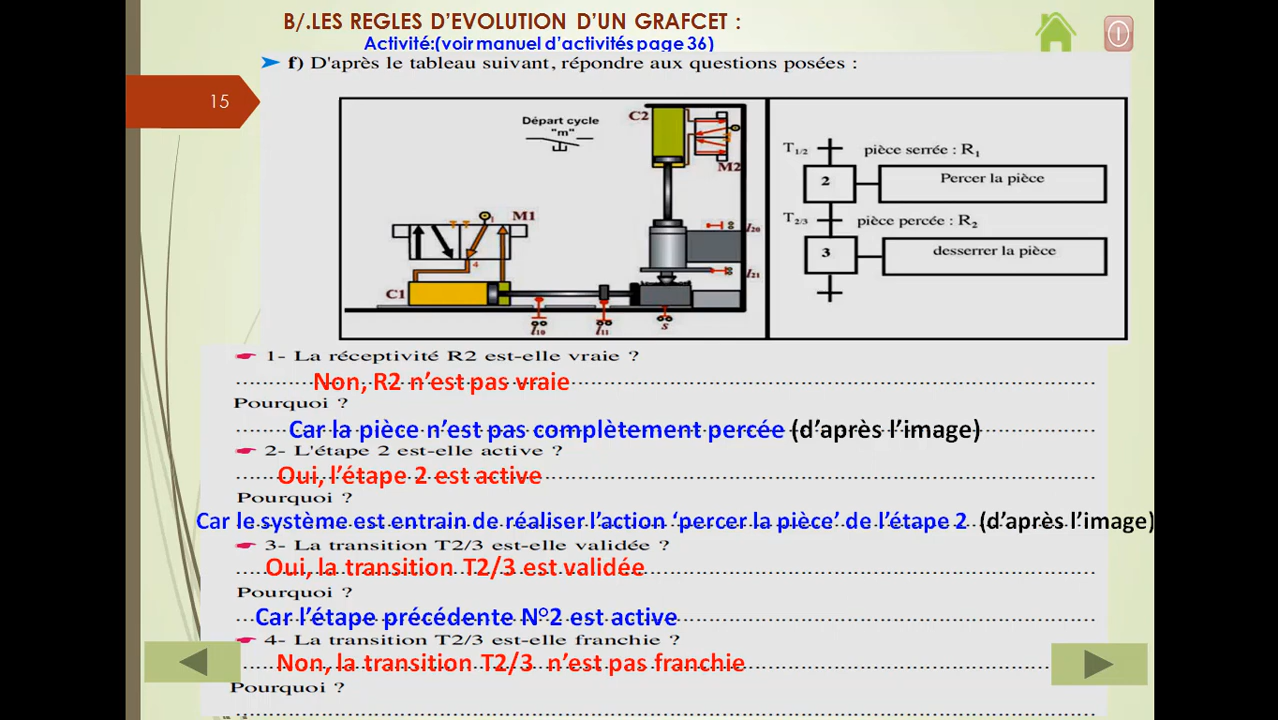 B/.LES REGLES D’EVOLUTION D’UN GRAFCET :
Activité:(voir manuel d’activités page 36)
f) D'après le tableau suivant, répondre aux questions posées :
15
Départ cycle
"m"
C2
M2
M1
1
4
C1
l20
l21
l10
l11
s
T1/2 pièce serrée : R1
2 Percer la pièce
T2/3 pièce percée : R2
3 desserrer la pièce
1- La réceptivité R2 est-elle vraie ?
Non, R2 n’est pas vraie
Pourquoi ?
Car la pièce n’est pas complètement percée (d’après l’image)
2- L'étape 2 est-elle active ?
Oui, l’étape 2 est active
Pourquoi ?
Car le système est entrain de réaliser l’action ‘percer la pièce’ de l’étape 2 (d’après l’image)
3- La transition T2/3 est-elle validée ?
Oui, la transition T2/3 est validée
Pourquoi ?
Car l’étape précédente N°2 est active
4- La transition T2/3 est-elle franchie ?
Non, la transition T2/3 n’est pas franchie
Pourquoi ?